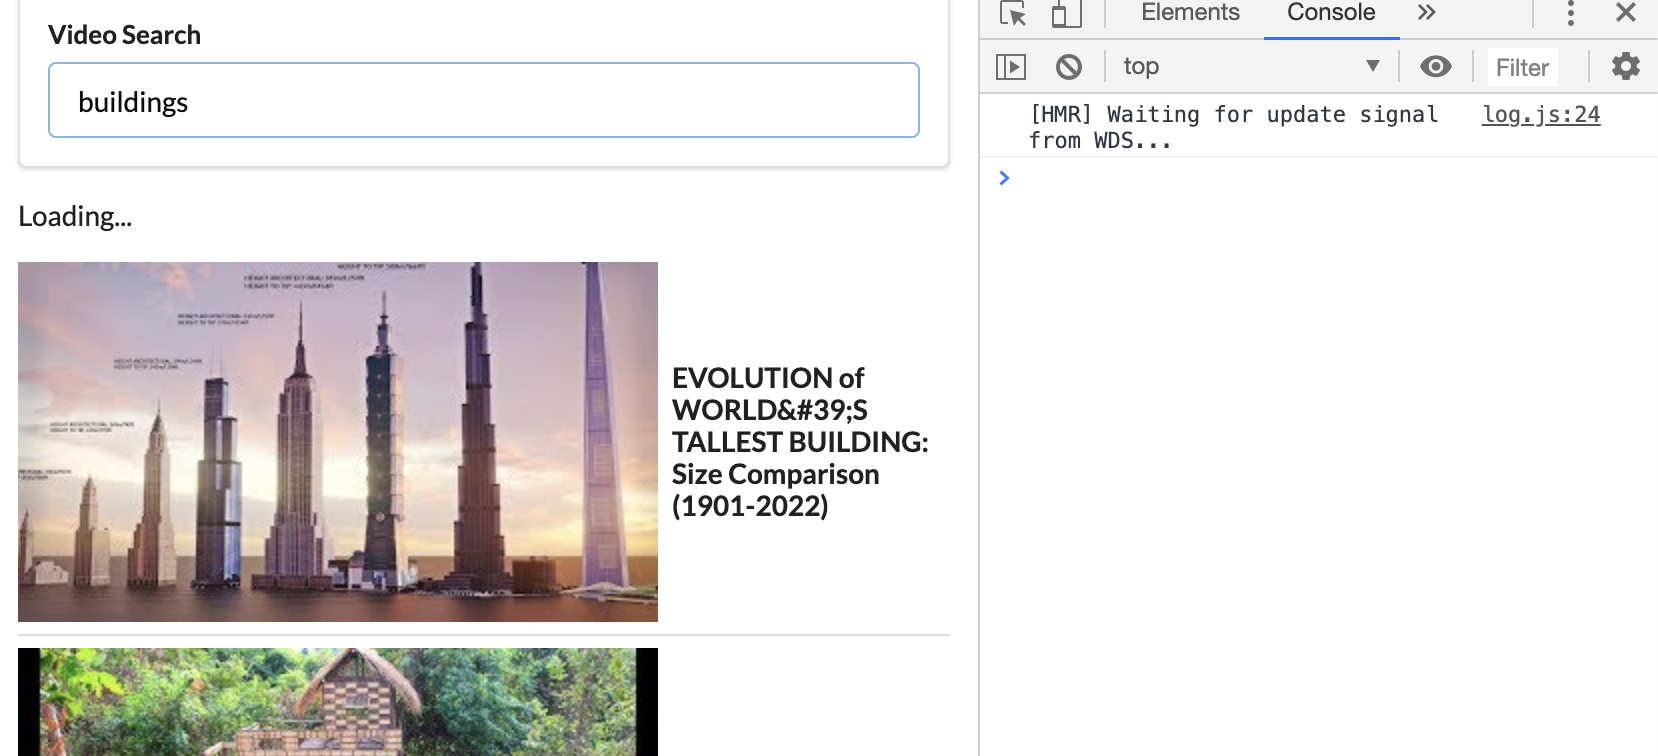 Video Search
buildings
Loading...
EVOLUTION of
WORLD&#39;S
TALLEST BUILDING:
Size Comparison
(1901-2022)
Elements Console
top Filter
[HMR] Waiting for update signal log.js:24
from WDS...